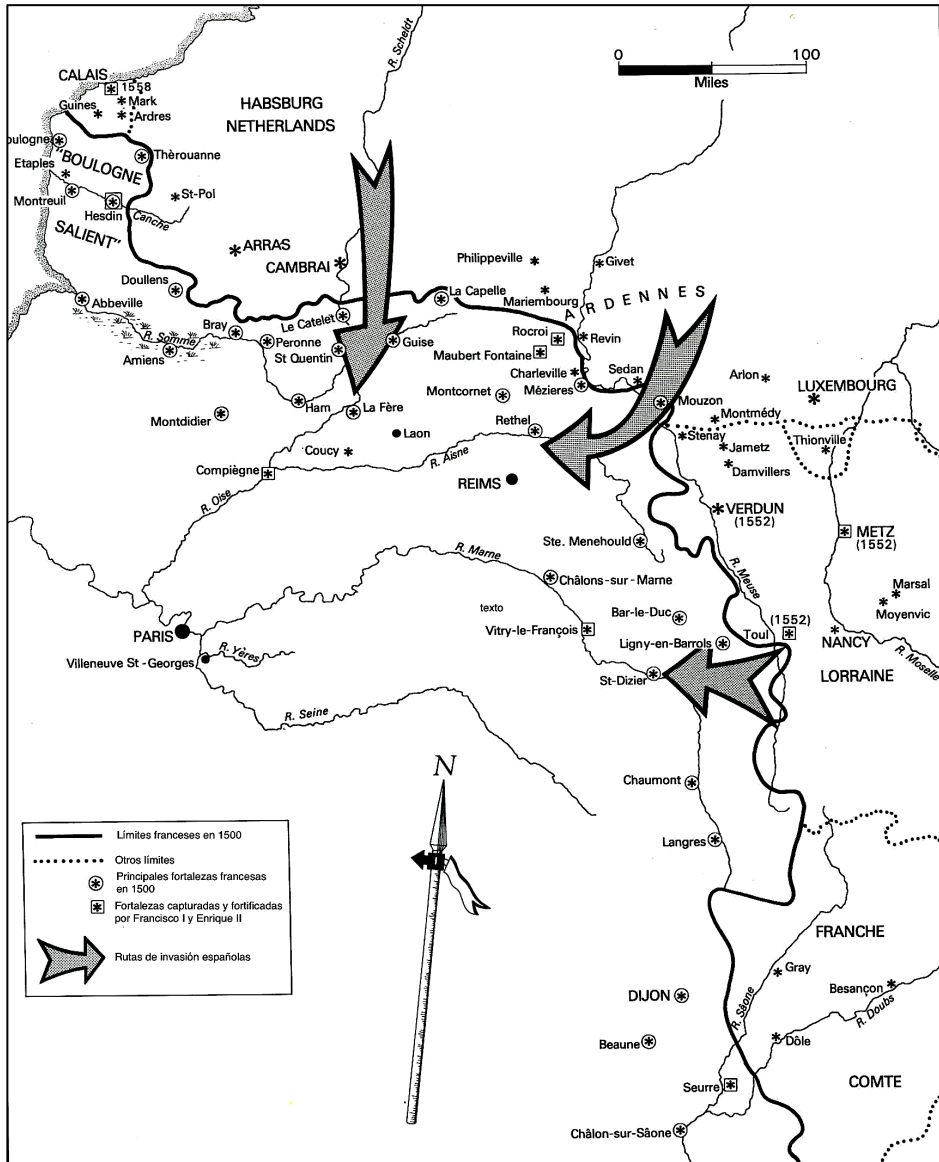 R. Scheldt
0
100
Miles
CALAIS
1558
Mark
Guines
Ardres
HABSBURG
NETHERLANDS
oulogne
"BOULOGNE
Thèrouanne
Etaples
St-Pol
Montreuil
Hesdin
Canche
SALIENT"
ARRAS
CAMBRAI
Philippeville
Givet
Doullens
La Capelle
Mariembourg
ARDENNES
Abbeville
Bray
Le Catelet
R. Somme
Peronne
Guise
Rocroi
Revin
Amiens
St Quentin
Maubert Fontaine
Charleville
Sedan
Arlon
LUXEMBOURG
Montcornet
Mézieres
Mouzon
Montdidier
Ham
La Fère
Rethel
Montmédy
Laon
Stenay
Thionville
Coucy
R. Aisne
Jametz
Compiègne
Damvillers
REIMS
R. Oise
VERDUN
(1552)
METZ
(1552)
Ste. Menehould
R. Marne
R. Meuse
Châlons-sur-Marne
Marsal
Moyenvic
texto
Bar-le-Duc
(1552)
PARIS
Vitry-le-François
Toul
Ligny-en-Barrols
NANCY
Villeneuve St-Georges
R. Yères
R. Moselle
St-Dizier
LORRAINE
R. Seine
N
Chaumont
Langres
Límites franceses en 1500
Otros límites
Principales fortalezas francesas
en 1500
Fortalezas capturadas y fortificadas
por Francisco I y Enrique II
Rutas de invasión españolas
FRANCHE
Gray
Besançon
DIJON
R. Sâone
R. Doubs
Beaune
Dôle
Seurre
COMTE
Châlon-sur-Sâone